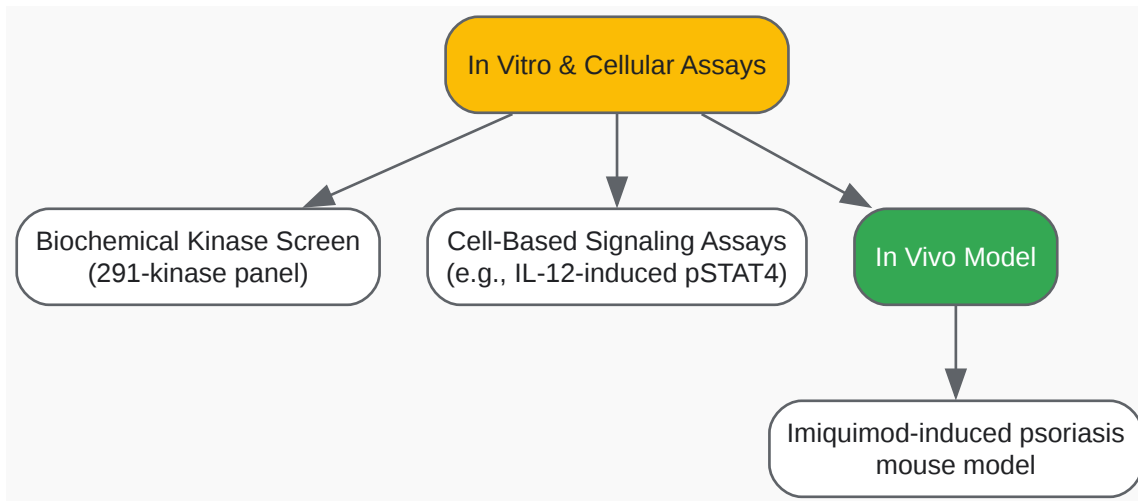 In Vitro & Cellular Assays
Biochemical Kinase Screen
(291-kinase panel)
Cell-Based Signaling Assays
(e.g., IL-12-induced pSTAT4)
In Vivo Model
Imiquimod-induced psoriasis
mouse model